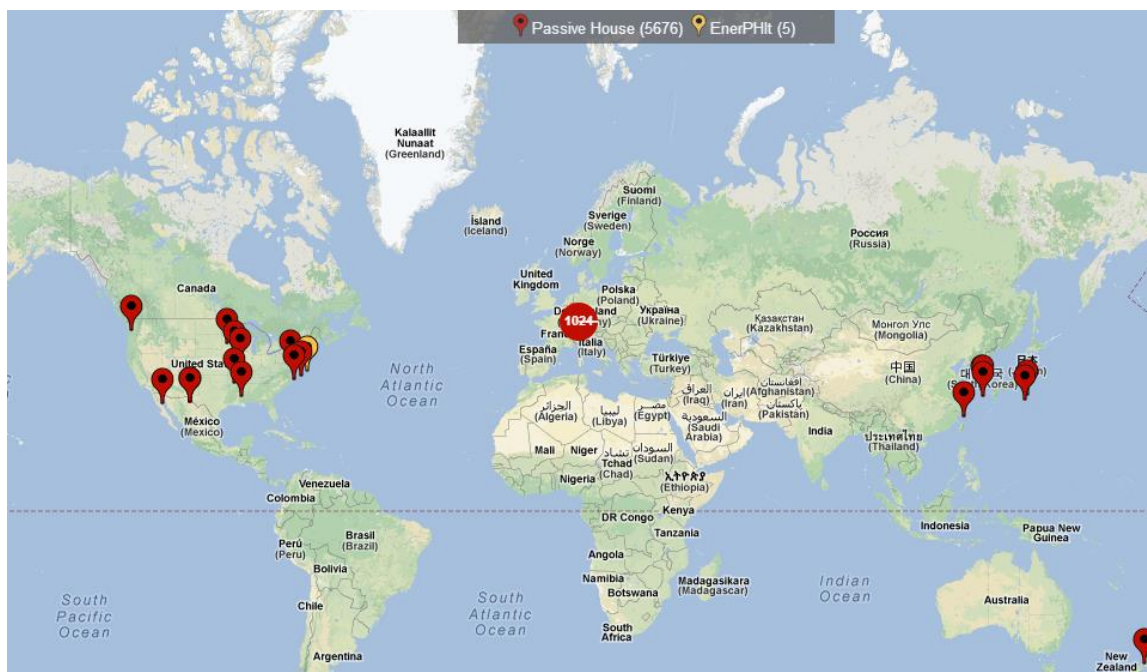 Passive House (5676) EnerPHit (5)
Kalaallit
Nunaat
(Greenland)
Ísland
(Iceland)
Suomi
(Finland)
Sverige
(Sweden)
Norge
(Norway)
Россия
(Russia)
Canada
United
Kingdom
Polska
(Poland)
1024
Україна
(Ukraine)
Қазақстан
(Kazakhstan)
Монгол Улс
(Mongolia)
Italia
(Italy)
España
(Spain)
Türkiye
(Turkey)
中国
(China)
United Sta
North
Atlantic
Ocean
México
(Mexico)
الجزائر
(Algeria)
ليبيا
(Libya)
مصر
(Egypt)
العراق
(Iraq)
ایران
(Iran)
افغانستان
(Afghanistan)
پاکستان
(Pakistan)
السعودية
(Saudi
Arabia)
India
ประเทศไทย
(Thailand)
Mali
Niger
تشاد
Tchad
(Chad)
السودان
(Sudan)
Nigeria
ኢትዮጵያ
(Ethiopia)
Venezuela
Colombia
DR Congo
Kenya
Tanzania
Indonesia
Papua New
Guinea
Perú
(Peru)
Brasil
(Brazil)
Bolivia
Angola
Namibia
Botswana
Madagasikara
(Madagascar)
South
Pacific
Ocean
Chile
South
Atlantic
Ocean
Indian
Ocean
Australia
South
Africa
Argentina
New
Zealand